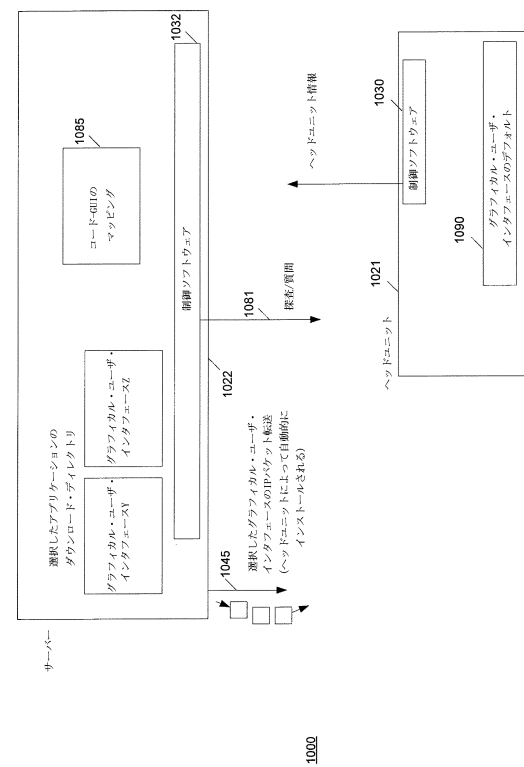 サーバー
選択したアプリケーションの
ダウンロード・ディレクトリ
グラフィカル・ユーザ・
インタフェースY
グラフィカル・ユーザ・
インタフェースZ
コード-GUIの
マッピング
1085
制御ソフトウェア
1032
1022
1045
選択したグラフィカル・ユーザ・
インタフェースのIPパケット転送
(ヘッドユニットによって自動的に
インストールされる)
1081
探査/質問
ヘッドユニット情報
ヘッドユニット
1021
制御ソフトウェア
1030
1090
グラフィカル・ユーザ・
インタフェースのデフォルト
1000